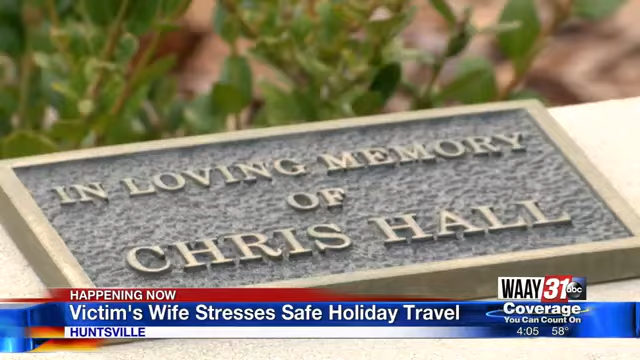 IN LOVING MEMORY
OF
CHRIS HALL
HAPPENING NOW
Victim's Wife Stresses Safe Holiday Travel
HUNTSVILLE
WAAY 31 abc
Coverage
You Can Count On
4:05 58°